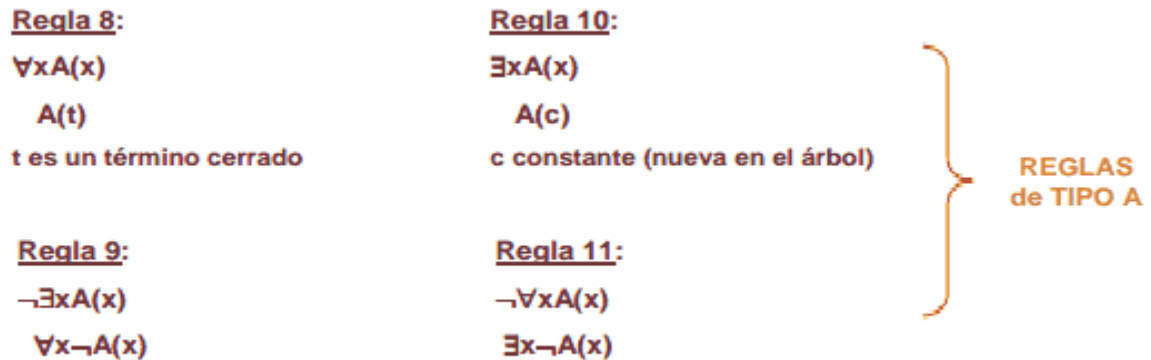 Regla 8:
∀xA(x)
A(t)
t es un término cerrado
Regla 10:
∃xA(x)
A(c)
c constante (nueva en el árbol)
Regla 9:
¬∃xA(x)
∀x¬A(x)
Regla 11:
¬∀xA(x)
∃x¬A(x)
REGLAS
de TIPO A